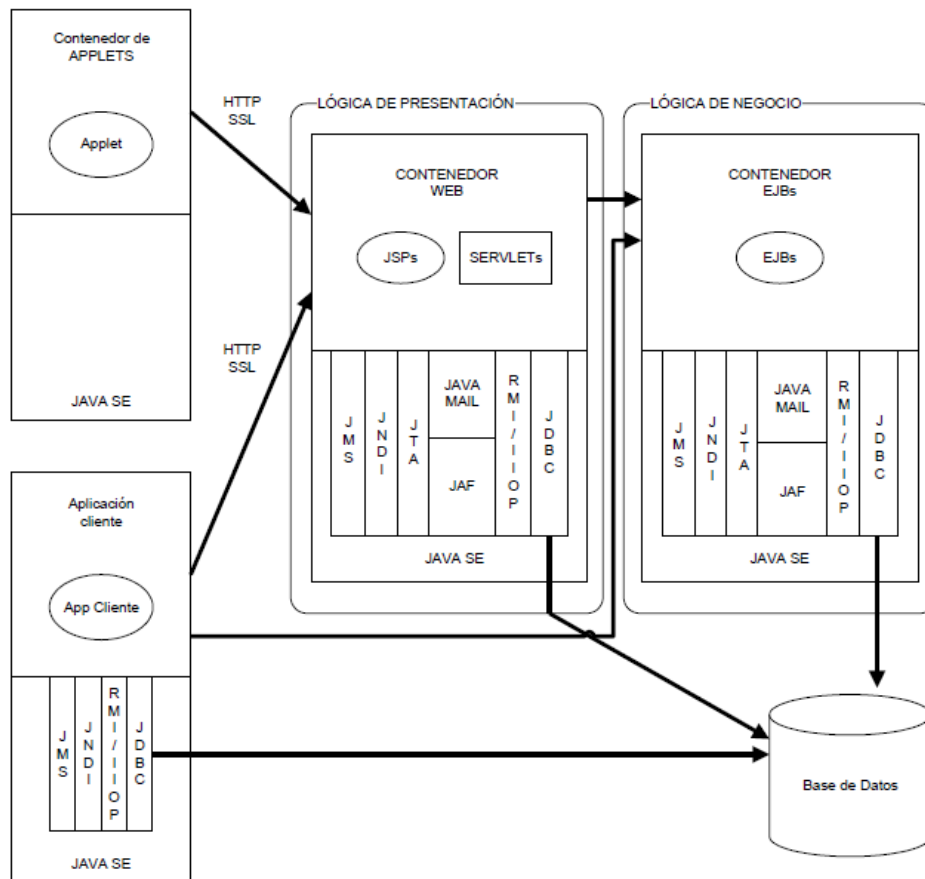 Contenedor de
APPLETS
Applet
JAVA SE
HTTP
SSL
HTTP
SSL
Aplicación
cliente
App Cliente
JMS
JNDI
RMI/IIOP
JDBC
JAVA SE
LÓGICA DE PRESENTACIÓN
CONTENEDOR
WEB
JSPs
SERVLETs
JMS
JNDI
JTA
JAVA
MAIL
JAF
RMI/IIOP
JDBC
JAVA SE
LÓGICA DE NEGOCIO
CONTENEDOR
EJBs
EJBs
JMS
JNDI
JTA
JAVA
MAIL
JAF
RMI/IIOP
JDBC
JAVA SE
Base de Datos